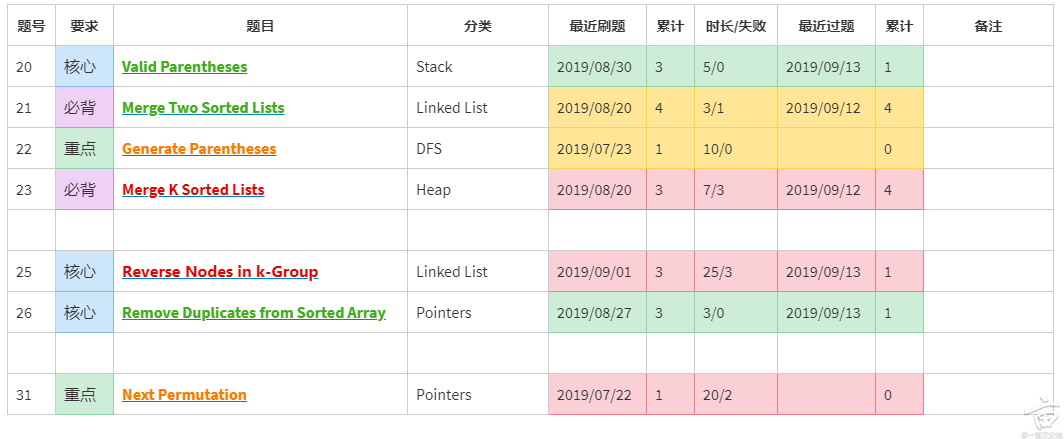 题号 要求 题目 分类 最近刷题 累计 时长/失败 最近过题 累计 备注
20 核心 Valid Parentheses Stack 2019/08/30 3 5/0 2019/09/13 1
21 必背 Merge Two Sorted Lists Linked List 2019/08/20 4 3/1 2019/09/12 4
22 重点 Generate Parentheses DFS 2019/07/23 1 10/0 0
23 必背 Merge K Sorted Lists Heap 2019/08/20 3 7/3 2019/09/12 4
25 核心 Reverse Nodes in k-Group Linked List 2019/09/01 3 25/3 2019/09/13 1
26 核心 Remove Duplicates from Sorted Array Pointers 2019/08/27 3 3/0 2019/09/13 1
31 重点 Next Permutation Pointers 2019/07/22 1 20/2 0